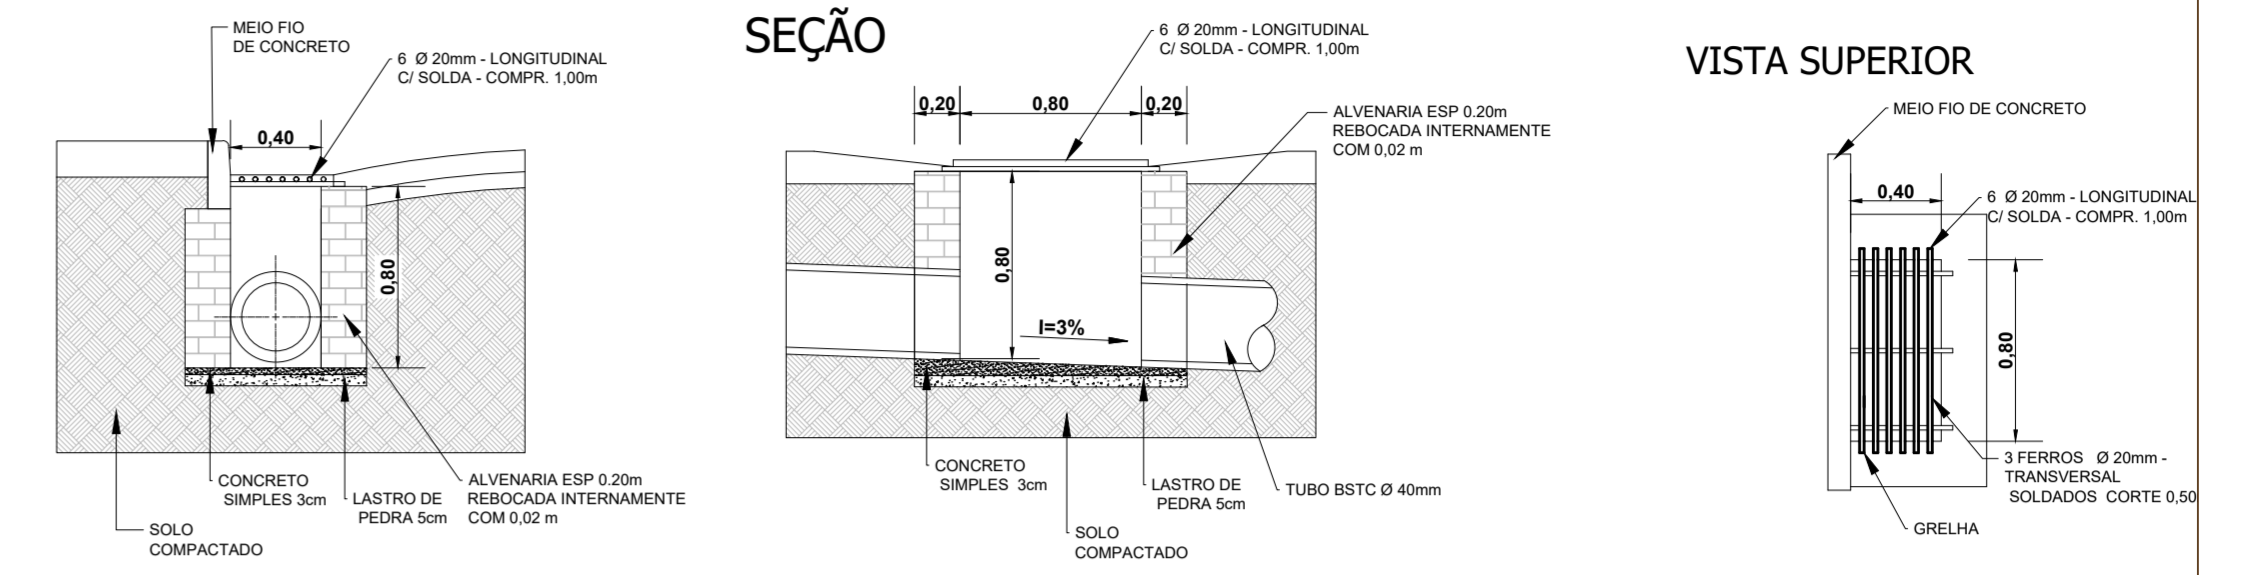 MEIO FIO
DE CONCRETO
6 Ø 20mm - LONGITUDINAL
C/ SOLDA - COMPR. 1,00m
0,40
0,80
CONCRETO
SIMPLES 3cm
LASTRO DE
PEDRA 5cm
ALVENARIA ESP 0.20m
REBOCADA INTERNAMENTE
COM 0,02 m
SOLO
COMPACTADO
SEÇÃO
6 Ø 20mm - LONGITUDINAL
C/ SOLDA - COMPR. 1,00m
0,20
0,80
0,20
ALVENARIA ESP 0.20m
REBOCADA INTERNAMENTE
COM 0,02 m
0,80
I=3%
CONCRETO
SIMPLES 3cm
LASTRO DE
PEDRA 5cm
TUBO BSTC Ø 40mm
SOLO
COMPACTADO
VISTA SUPERIOR
MEIO FIO DE CONCRETO
0,40
6 Ø 20mm - LONGITUDINAL
C/ SOLDA - COMPR. 1,00m
0,80
3 FERROS Ø 20mm -
TRANSVERSAL
SOLDADOS CORTE 0,50
GRELHA